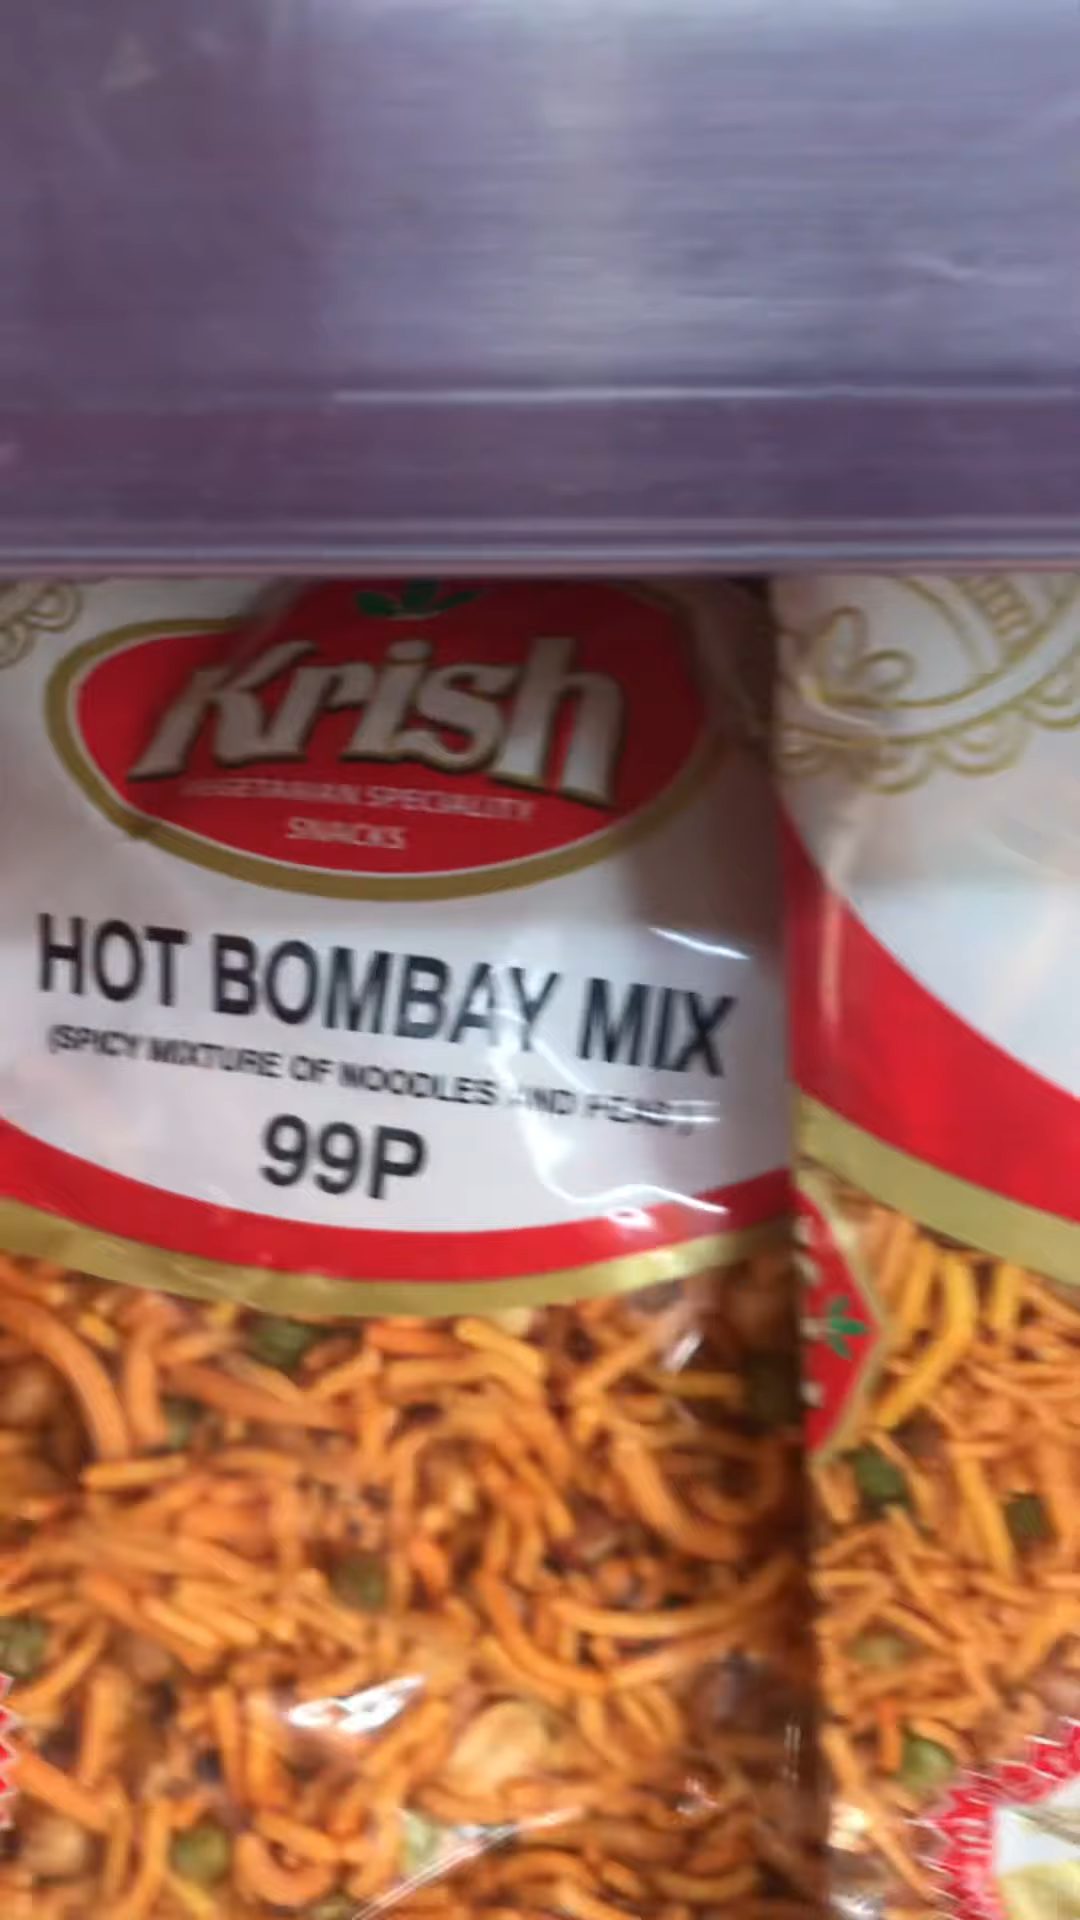 Krish
VEGETARIAN SPECIALITY
SNACKS
HOT BOMBAY MIX
(SPICY MIXTURE OF NOODLES AND PEAS)
99P